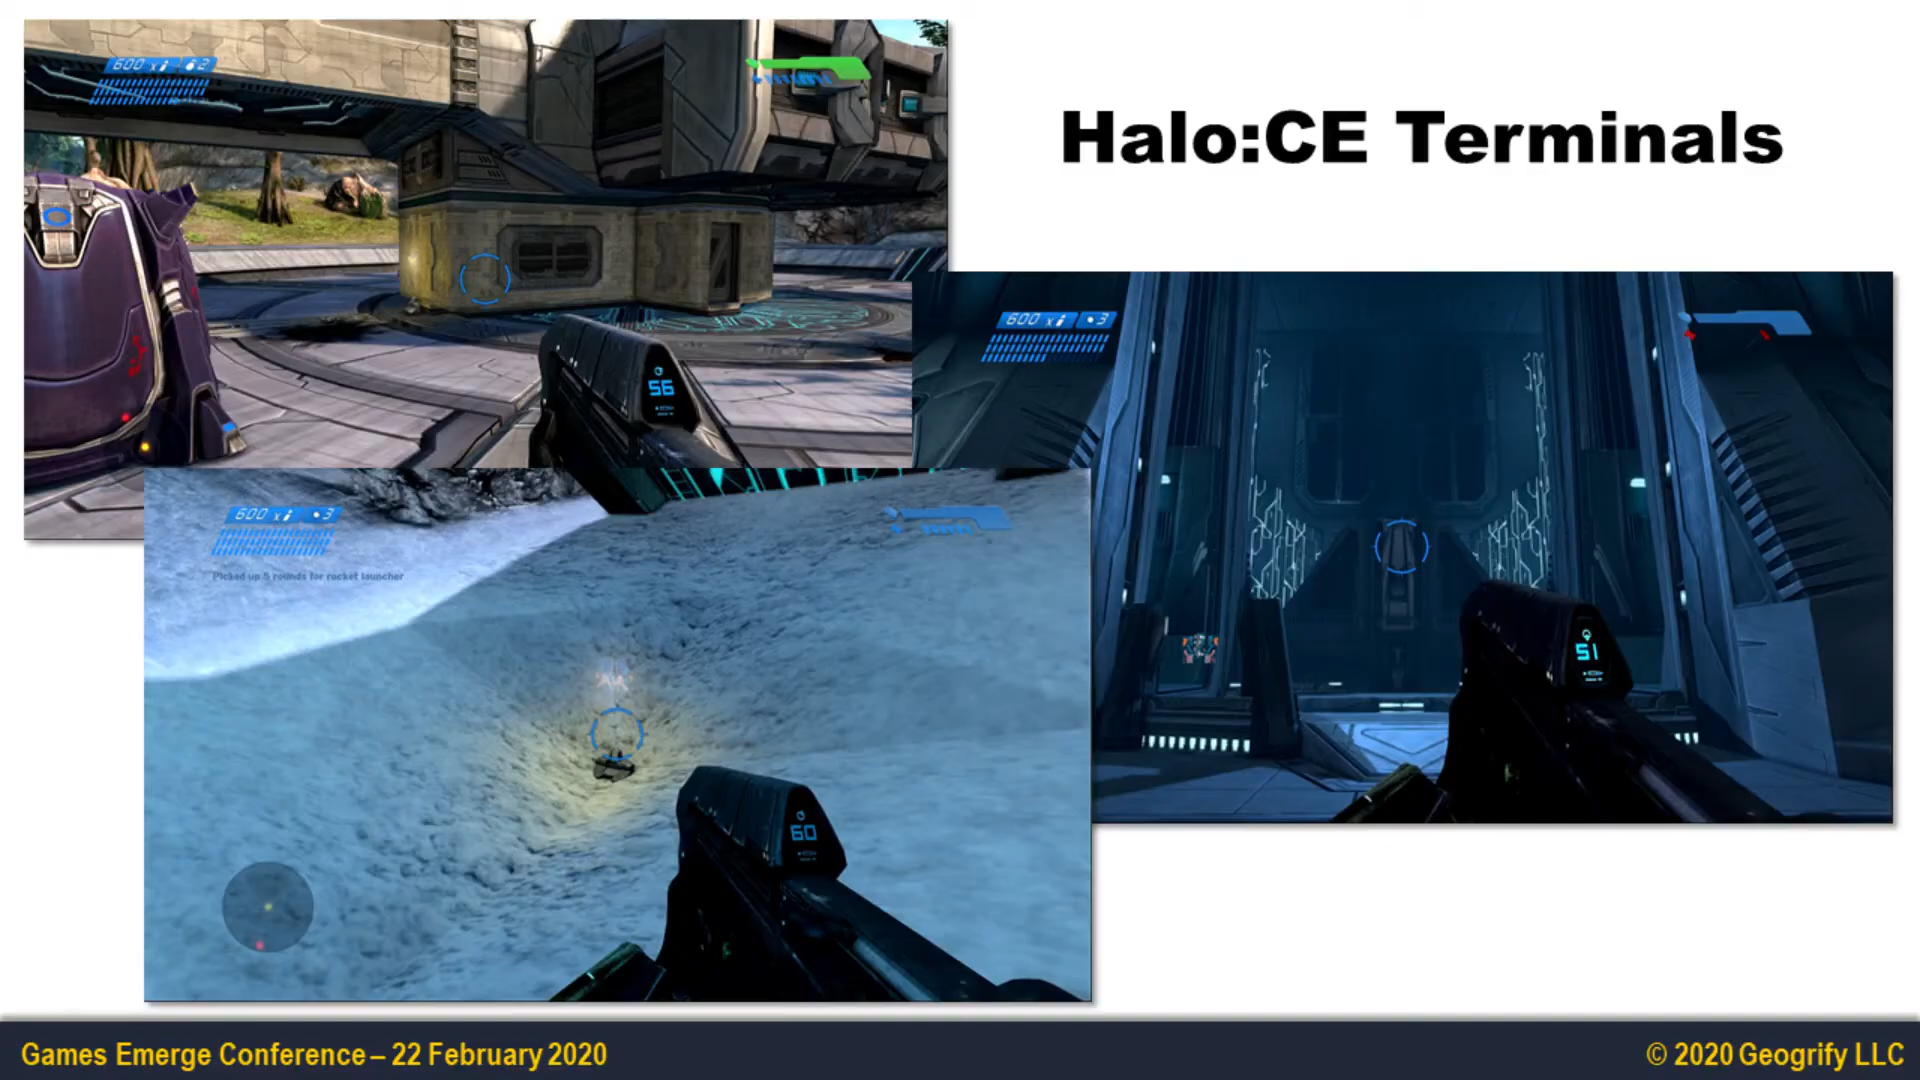 Halo:CE Terminals
600 x 2
56
600 x 3
51
600 x 3
Picked up 5 rounds for rocket launcher
60
Games Emerge Conference – 22 February 2020
© 2020 Geogrify LLC